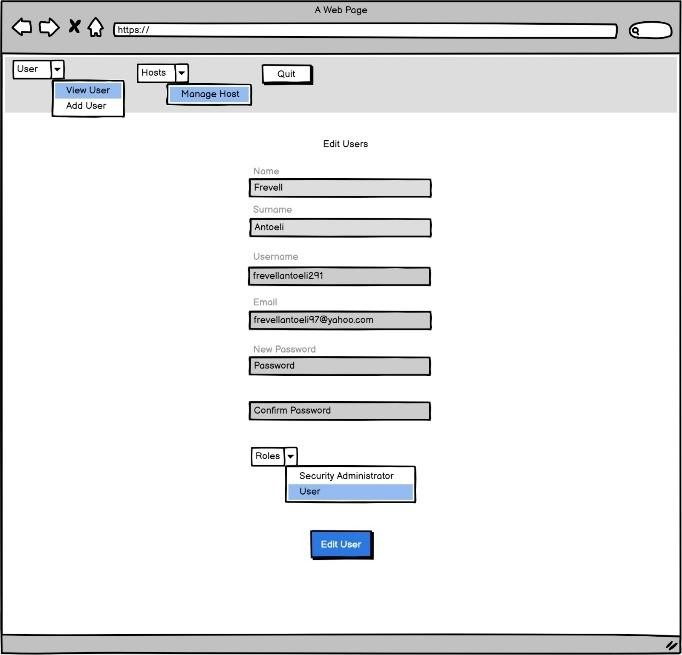 A Web Page
https://
User
Hosts
Quit
View User
Add User
Manage Host
Edit Users
Name
Frevell
Surname
Antoeli
Username
frevellantoeli291
Email
frevellantoeli97@yahoo.com
New Password
Password
Confirm Password
Roles
Security Administrator
User
Edit User